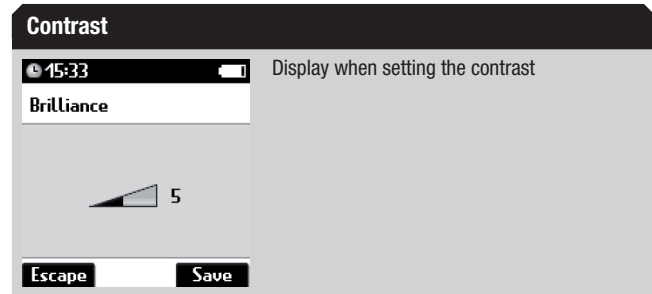 Contrast
15:33
Display when setting the contrast
Brilliance
5
Escape Save